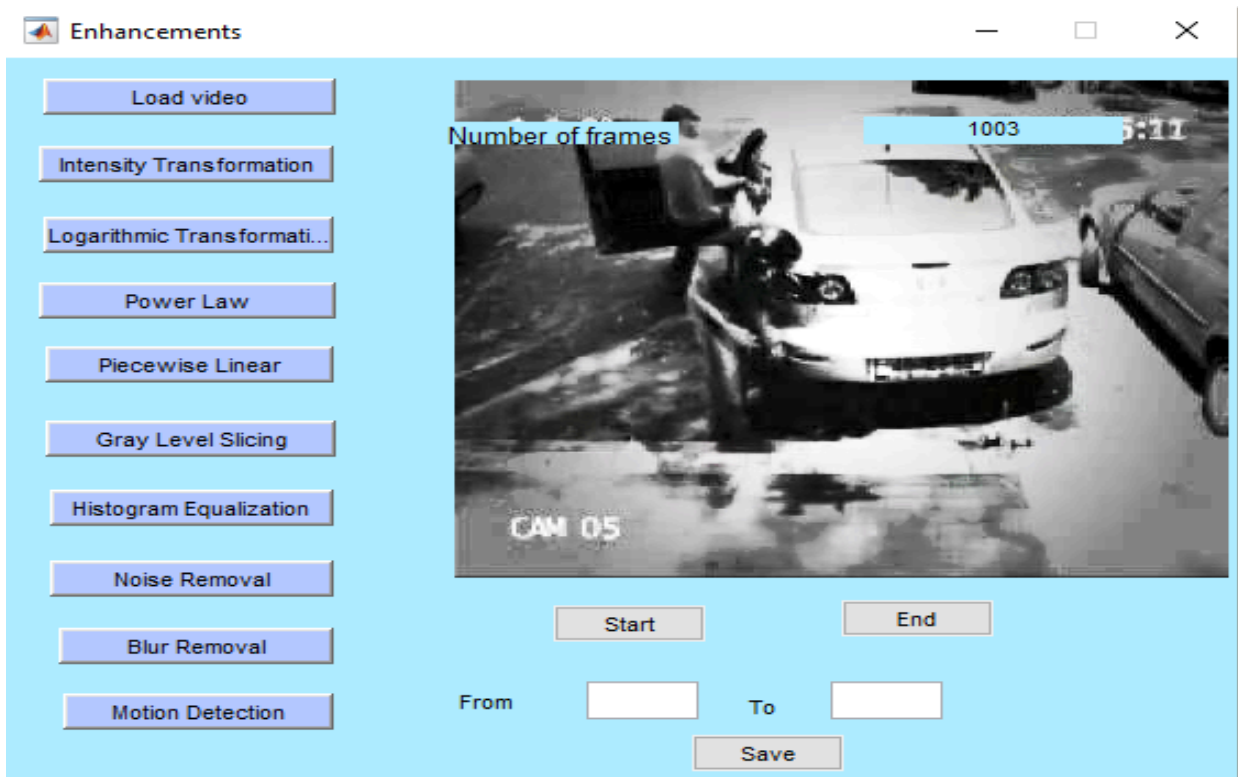 Enhancements
Load video
Intensity Transformation
Logarithmic Transformati...
Power Law
Piecewise Linear
Gray Level Slicing
Histogram Equalization
Noise Removal
Blur Removal
Motion Detection
Number of frames
1003
:11
CAM 05
Start
End
From
To
Save